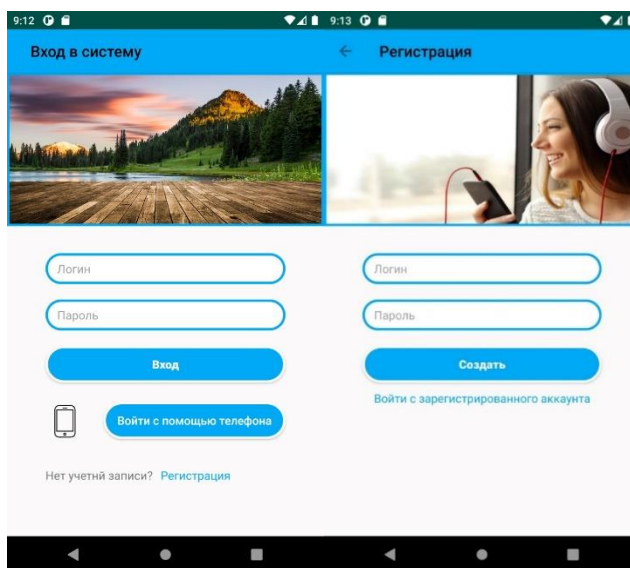 9:12
Вход в систему
Логин
Пароль
Вход
Войти с помощью телефона
Нет учетнй записи? Регистрация
9:13
Регистрация
Логин
Пароль
Создать
Войти с зарегистрированного аккаунта